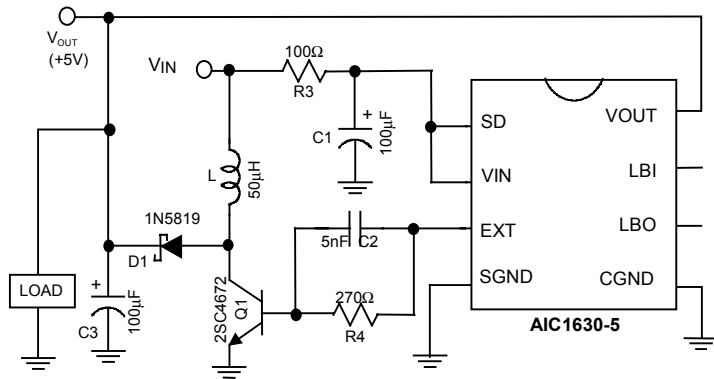 VOUT
(+5V)
VIN
100Ω
R3
+
C1
100µF
L
50µH
1N5819
D1
5nF
C2
270Ω
R4
2SC4672
Q1
LOAD
+
C3
100µF
SD
VIN
EXT
SGND
VOUT
LBI
LBO
CGND
AIC1630-5